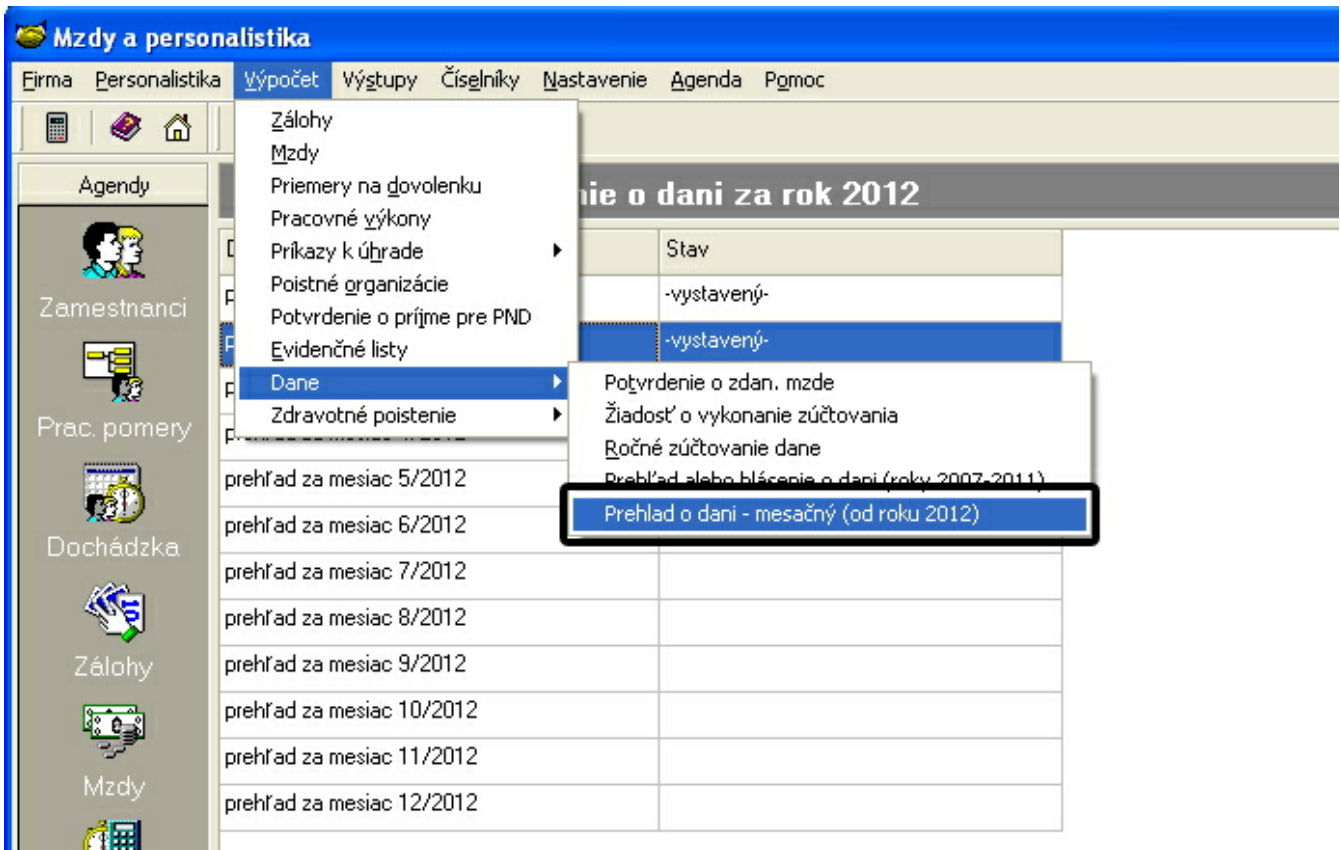 Mzdy a personalistika
Firma Personalistika Výpočet Výstupy Číselníky Nastavenie Agenda Pomoc
Zálohy
Mzdy
Priemery na dovolenku
Pracovné výkony
Príkazy k úhrade
Poistné organizácie
Potvrdenie o príjme pre PND
Evidenčné listy
Dane
Zdravotné poistenie
Potvrdenie o zdan. mzde
Žiadosť o vykonanie zúčtovania
Ročné zúčtovanie dane
Prehľad alebo hlásenie o dani (roky 2007-2011)
Prehlad o dani - mesačný (od roku 2012)
Agendy
Zamestnanci
Prac. pomery
Dochádzka
Zálohy
Mzdy
o dani za rok 2012
Stav
-vystavený-
-vystavený-
prehľad za mesiac 5/2012
prehľad za mesiac 6/2012
prehľad za mesiac 7/2012
prehľad za mesiac 8/2012
prehľad za mesiac 9/2012
prehľad za mesiac 10/2012
prehľad za mesiac 11/2012
prehľad za mesiac 12/2012